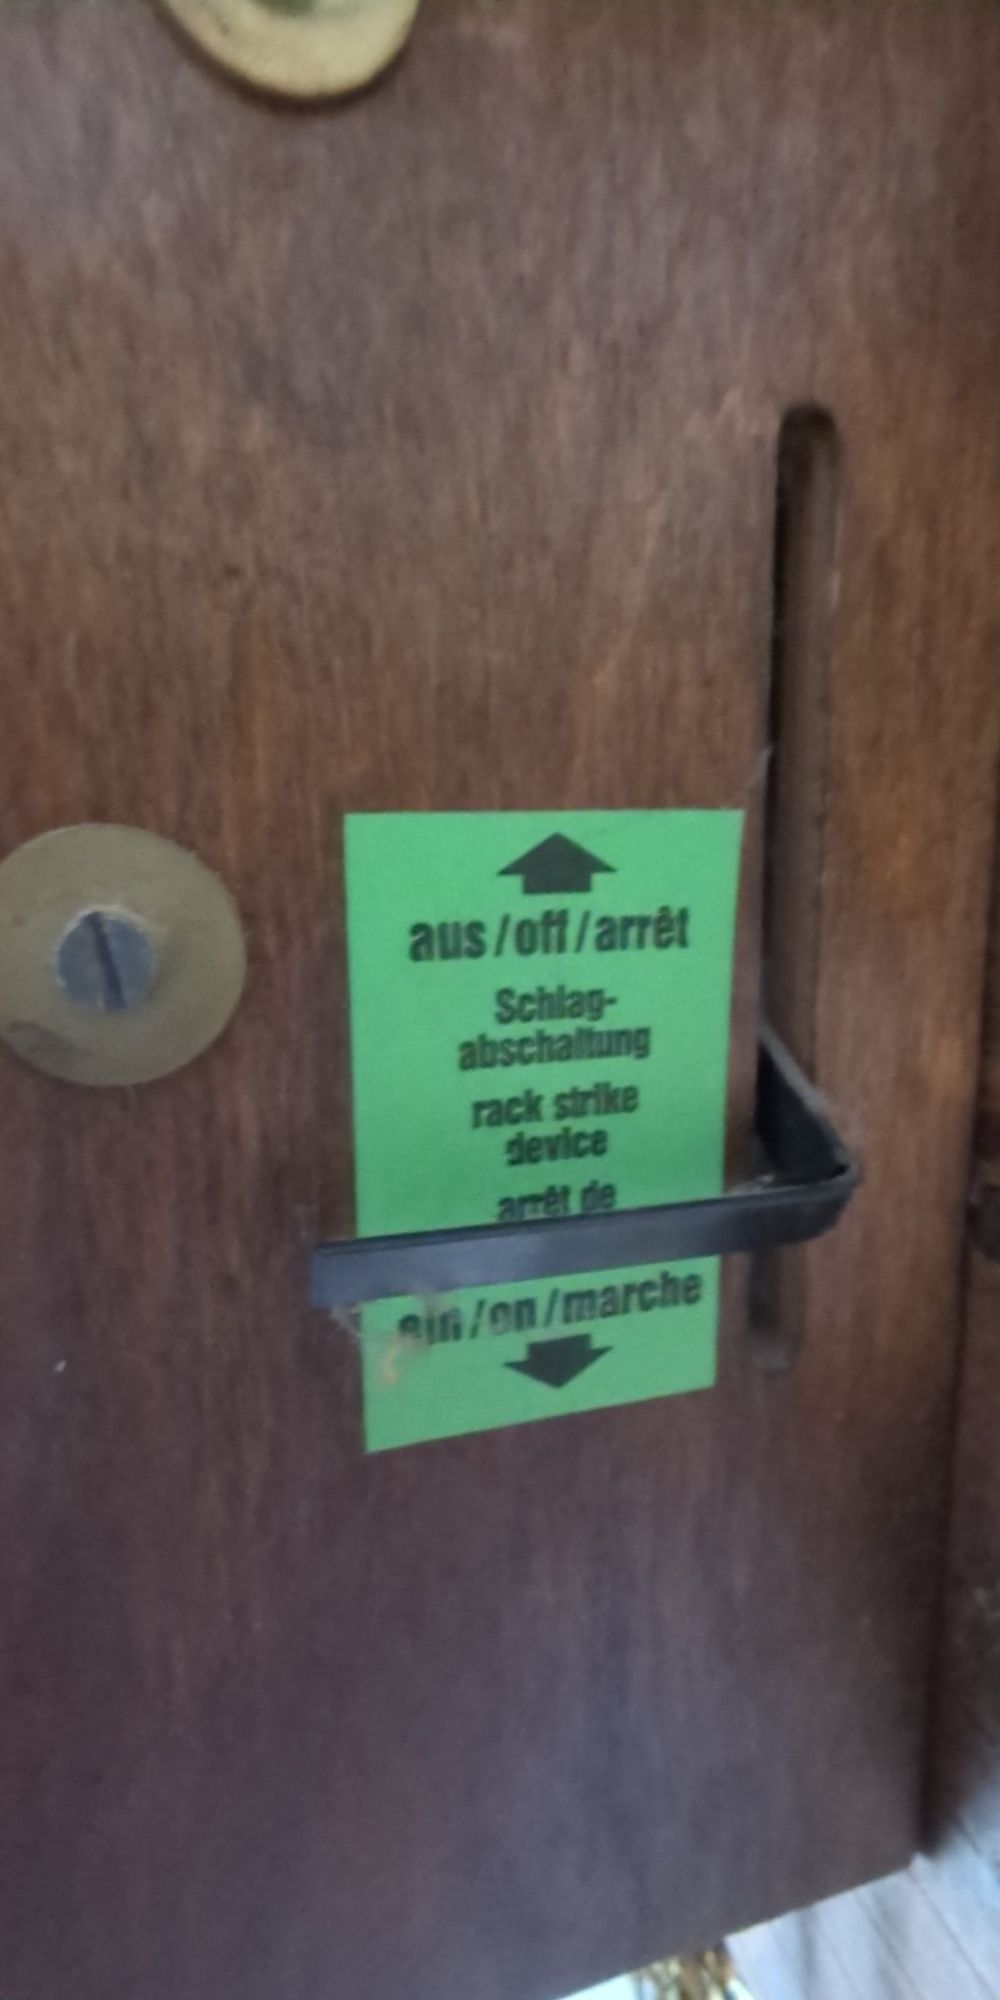 aus/off/arrêt
Schlag-
abschaltung
rack strike
device
arrêt de
ein/on/marche